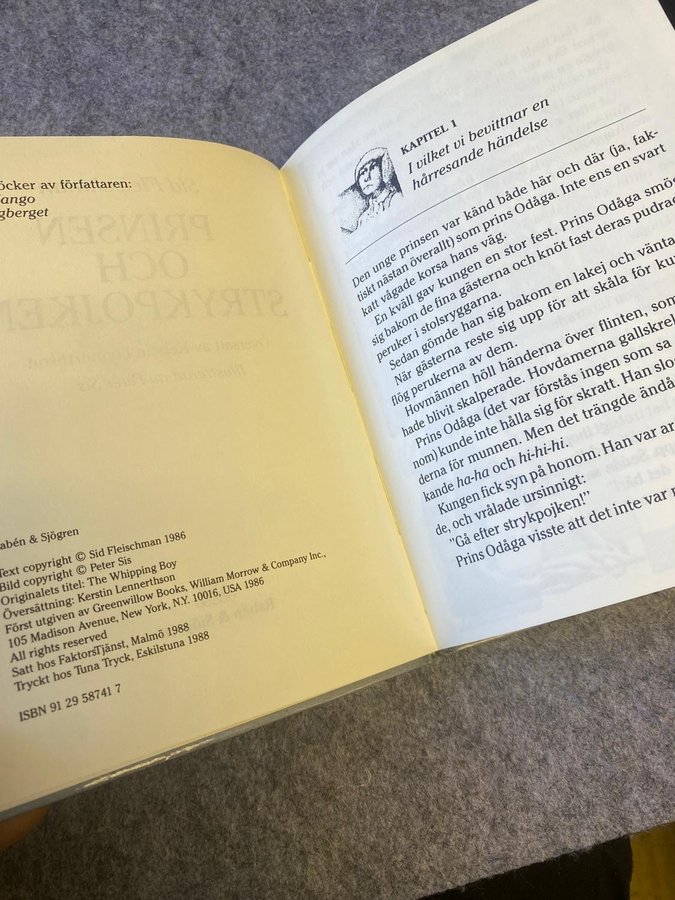 öcker av författaren:
ango
gberget
PRINSEN
OCH
STRYKPOJKEN
abén & Sjögren
Text copyright © Sid Fleischman 1986
Bild copyright © Peter Sis
Originalets titel: The Whipping Boy
Översättning: Kerstin Lennerthson
Först utgiven av Greenwillow Books, William Morrow & Company Inc.,
105 Madison Avenue, New York, N.Y. 10016, USA 1986
All rights reserved
Satt hos FaktorsTjänst, Malmö 1988
Tryckt hos Tuna Tryck, Eskilstuna 1988
ISBN 91 29 58741 7
KAPITEL 1
I vilket vi bevittnar en
hårresande händelse
Den unge prinsen var känd både här och där (ja, fak-
tiskt nästan överallt) som prins Odåga. Inte ens en svart
katt vågade korsa hans väg.
En kväll gav kungen en stor fest. Prins Odåga smög
sig bakom de fina gästerna och knöt fast deras pudrad
peruker i stolsryggarna.
Sedan gömde han sig bakom en lakej och vänta
När gästerna reste sig upp för att skåla för ku
flög perukerna av dem.
Hovmännen höll händerna över flinten, som
hade blivit skalperade. Hovdamerna gallskrek
Prins Odåga (det var förstås ingen som sa
nom) kunde inte hålla sig för skratt. Han slo
derna för munnen. Men det trängde ändå
kande ha-ha och hi-hi-hi.
Kungen fick syn på honom. Han var ar
de, och vrålade ursinnigt:
"Gå efter strykpojken!"
Prins Odåga visste att det inte var n